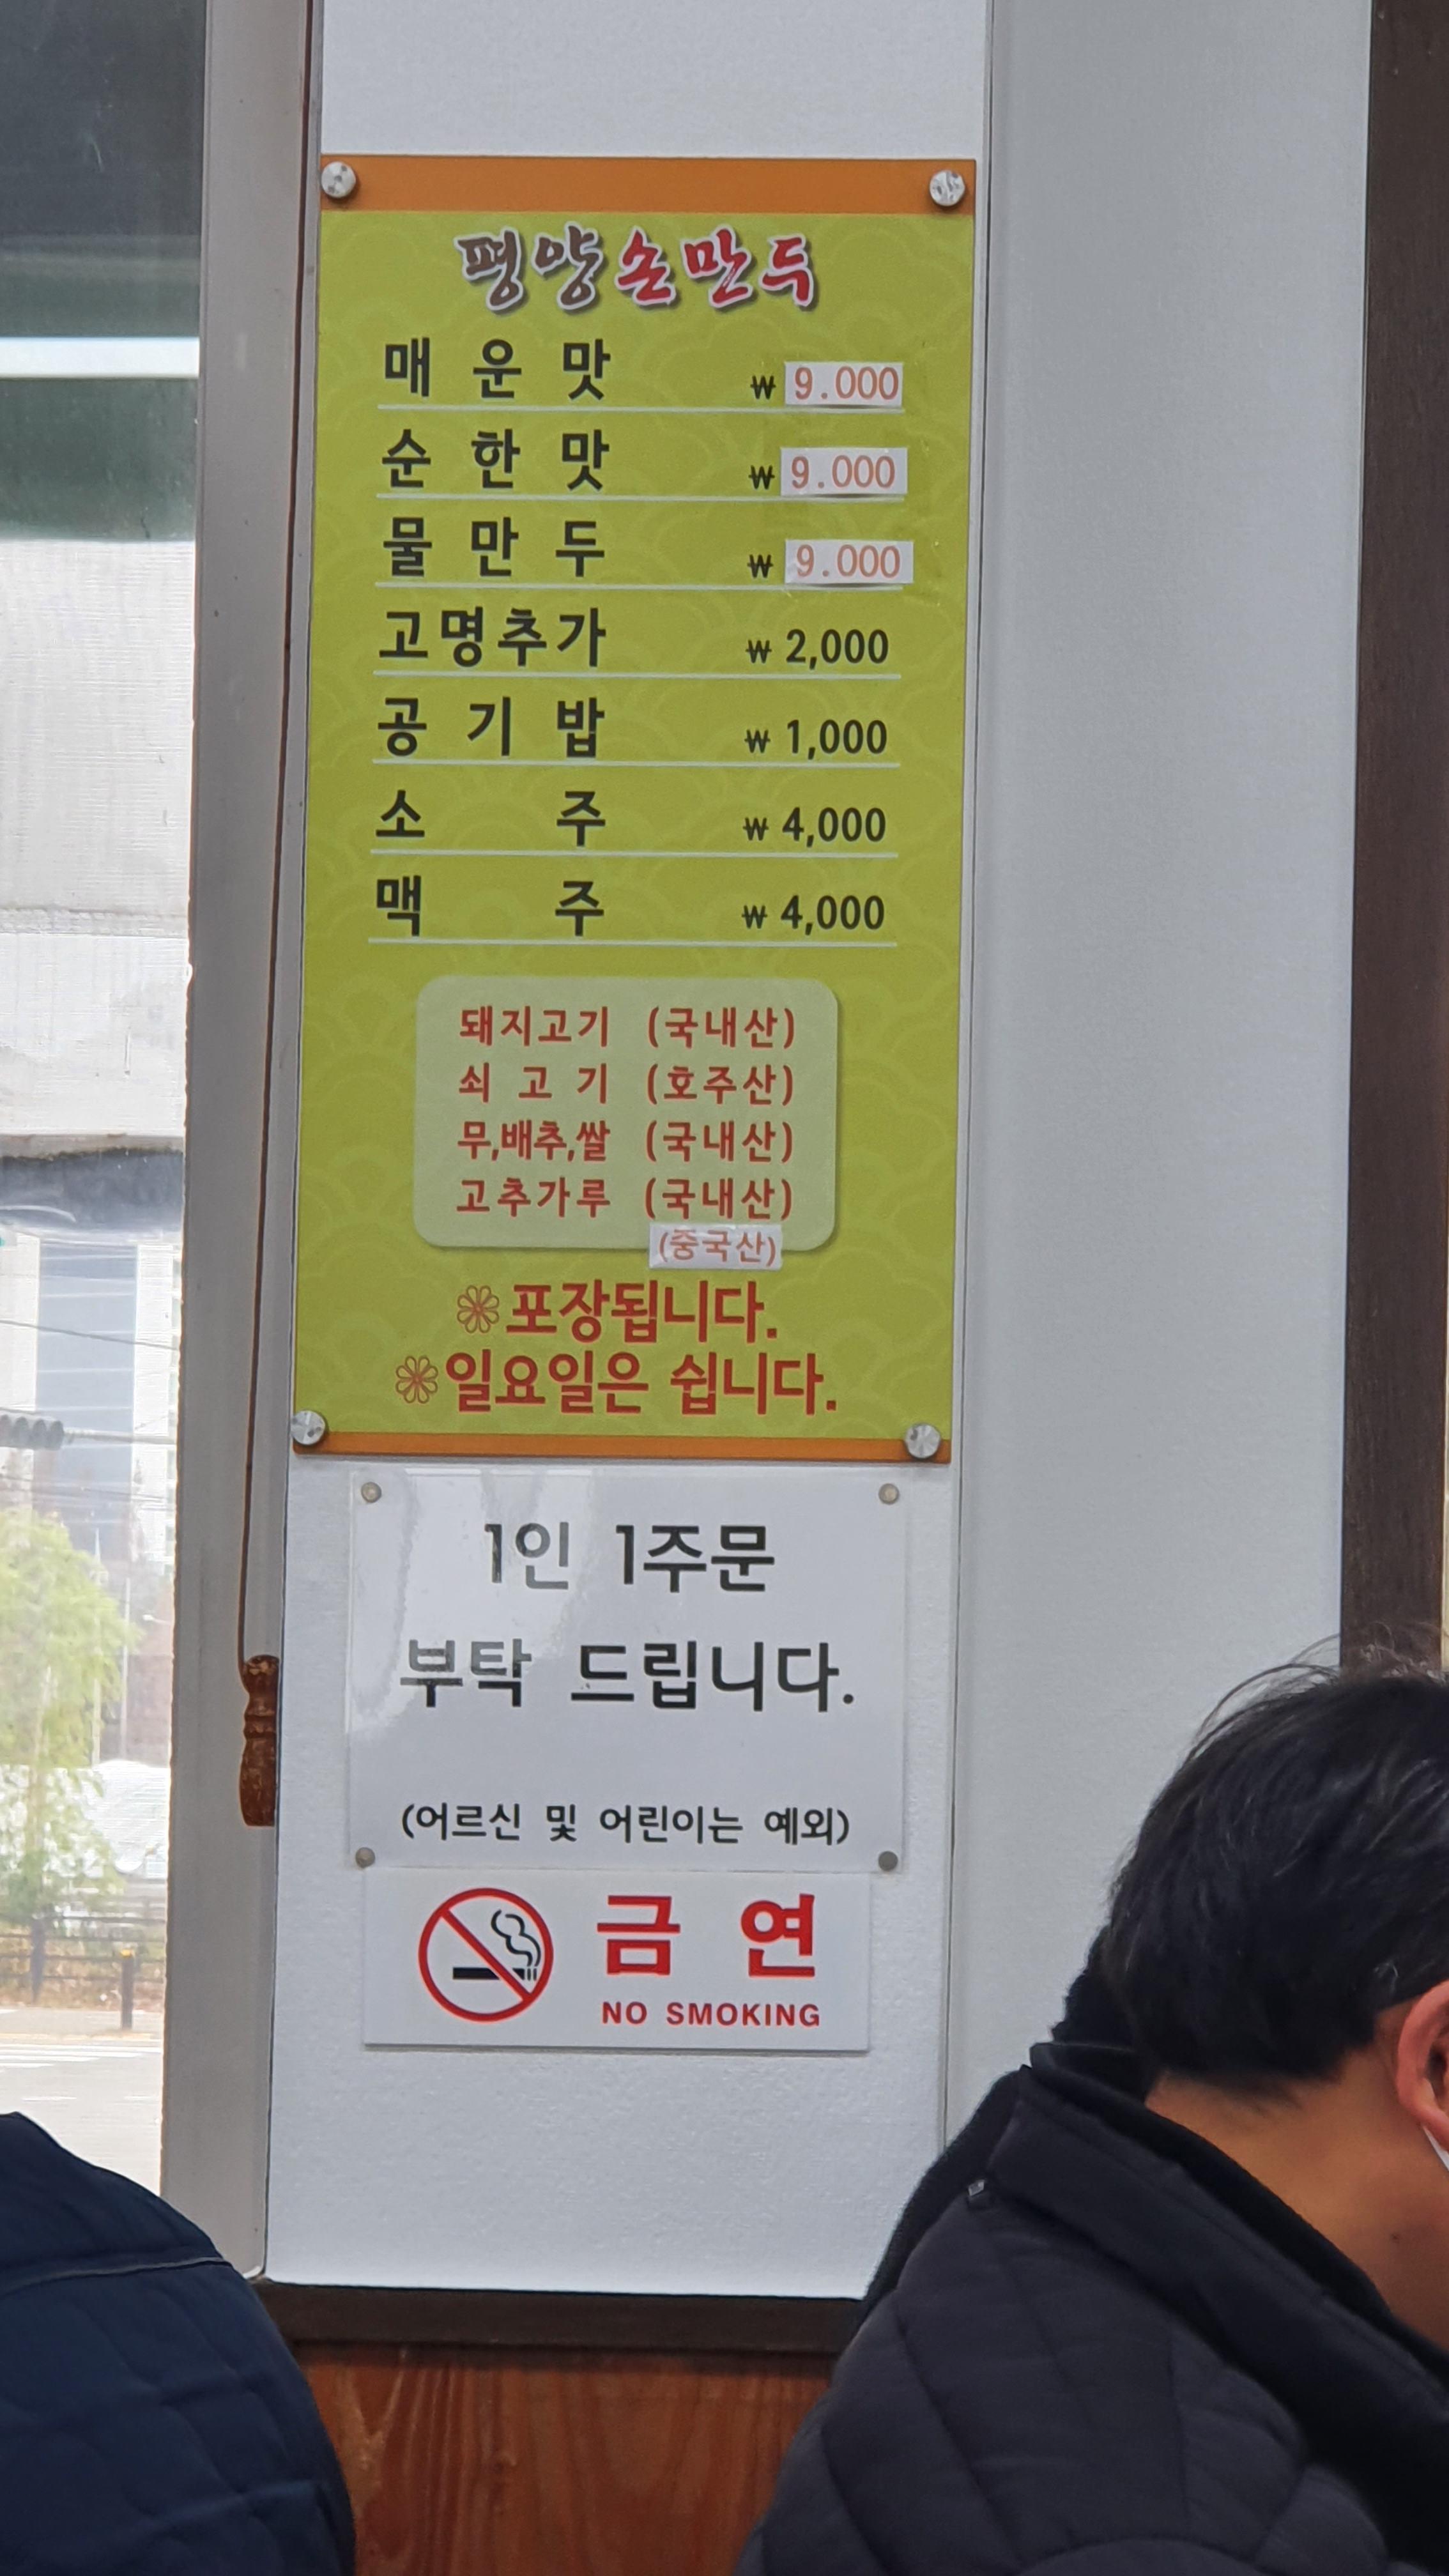 평양손만두
매운맛 ₩ 9.000
순한맛 ₩ 9.000
물만두 ₩ 9.000
고명추가 ₩ 2,000
공기밥 ₩ 1,000
소주 ₩ 4,000
맥주 ₩ 4,000
돼지고기 (국내산)
쇠고기 (호주산)
무,배추,쌀 (국내산)
고추가루 (국내산)
(중국산)
포장됩니다.
일요일은 쉽니다.
1인 1주문
부탁 드립니다.
(어르신 및 어린이는 예외)
금연
NO SMOKING